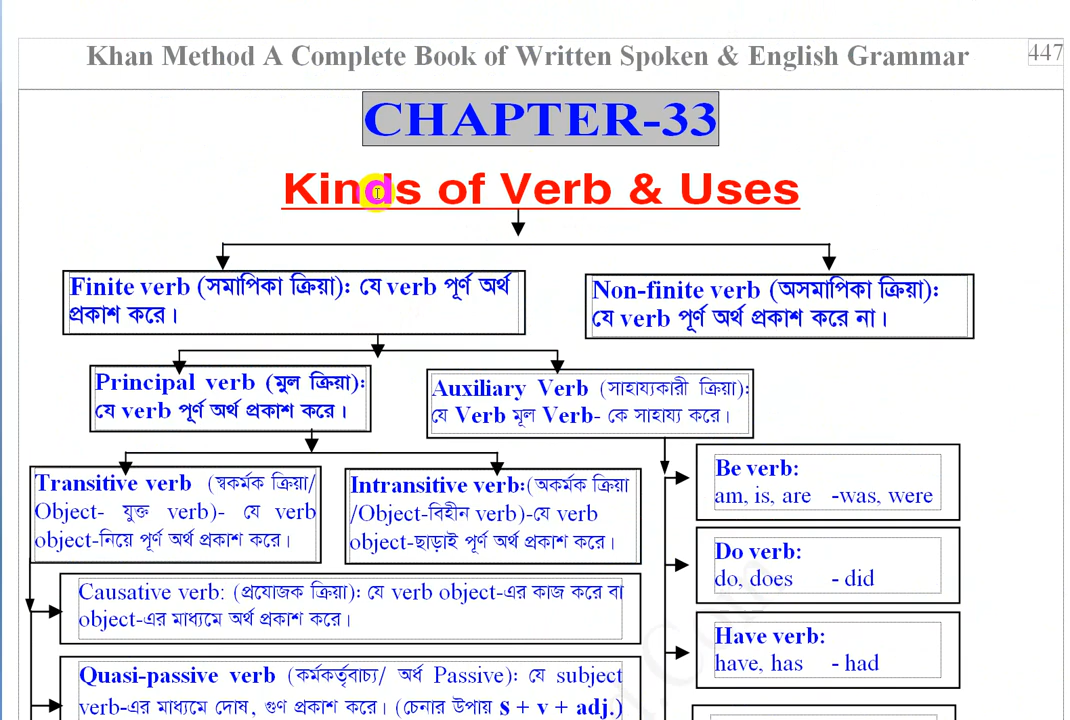 Khan Method A Complete Book of Written Spoken & English Grammar
447
CHAPTER-33
Kinds of Verb & Uses
Finite verb (সমাপিকা ক্রিয়া): যে verb পূর্ণ অর্থ
প্রকাশ করে।
Non-finite verb (অসমাপিকা ক্রিয়া):
যে verb পূর্ণ অর্থ প্রকাশ করে না।
Principal verb (মুল ক্রিয়া):
যে verb পূর্ণ অর্থ প্রকাশ করে।
Auxiliary Verb (সাহায্যকারী ক্রিয়া):
যে Verb মূল Verb- কে সাহায্য করে।
Transitive verb (স্বকর্মক ক্রিয়া/
Object- যুক্ত verb)- যে verb
object-নিয়ে পূর্ণ অর্থ প্রকাশ করে।
Intransitive verb:(অকর্মক ক্রিয়া
/Object-বিহীন verb)-যে verb
object-ছাড়াই পূর্ণ অর্থ প্রকাশ করে।
Be verb:
am, is, are -was, were
Do verb:
do, does - did
Have verb:
have, has - had
Causative verb: (প্রযোজক ক্রিয়া): যে verb object-এর কাজ করে বা
object-এর মাধ্যমে অর্থ প্রকাশ করে।
Quasi-passive verb (কর্মকর্তৃবাচ্য/ অর্ধ Passive): যে subject
verb-এর মাধ্যমে দোষ, গুণ প্রকাশ করে। (চেনার উপায় s + v + adj.)